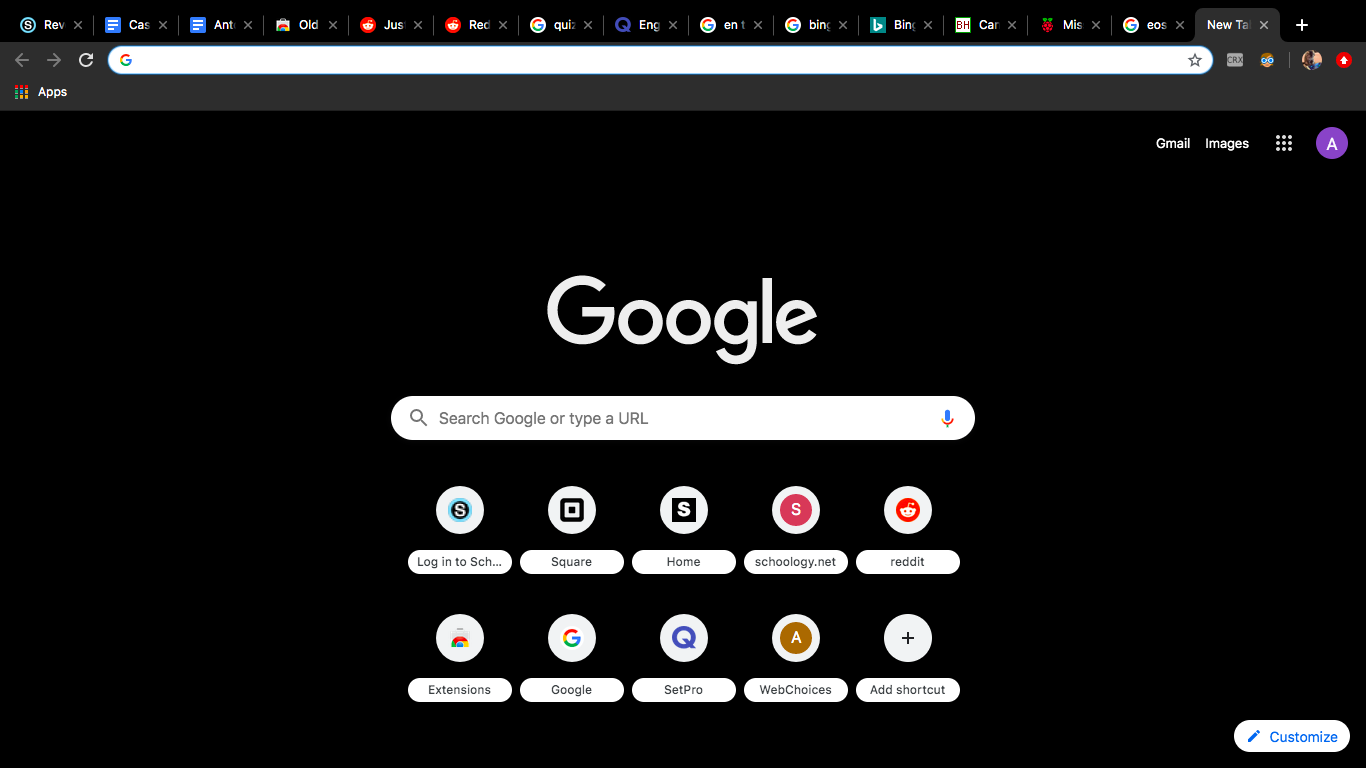 Rev Cas Ant Old Jus Red quiz Eng en t bing Bing Car Mis eos New Ta
CRX
Apps
Gmail Images A
Google
Search Google or type a URL
S S S
Log in to Sch... Square Home schoology.net reddit
A
Extensions Google SetPro WebChoices Add shortcut
Customize